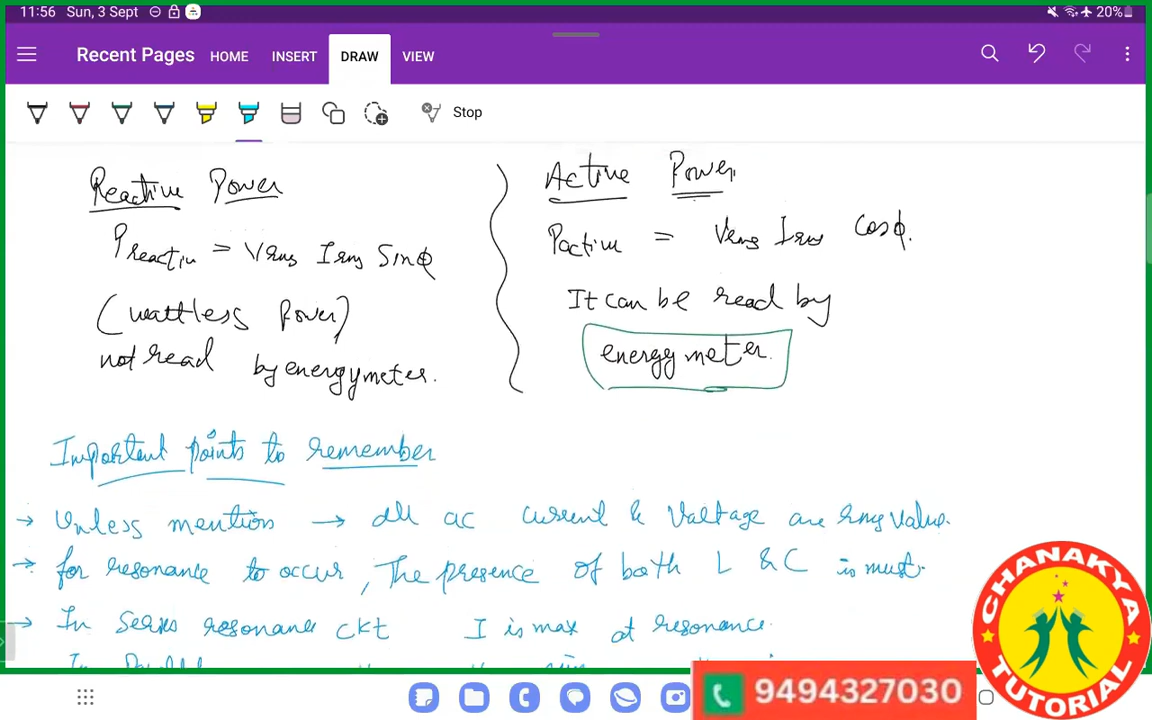 11:56 Sun, 3 Sept 20%
Recent Pages HOME INSERT DRAW VIEW
Stop
Reactive Power
Preactiv = Vrms Irms Sinφ
(wattless Power)
not read by energymeter.
Active Power
Pactive = Vrms Irms cosφ.
It can be read by
energy meter.
Important points to remember
→ Unless mention → all ac current & Valtage are rms value.
→ for resonance to occur, The presence of both L & C is must.
→ In Series resonance ckt I is max at resonance.
CHANAKYA
TUTORIAL
9494327030